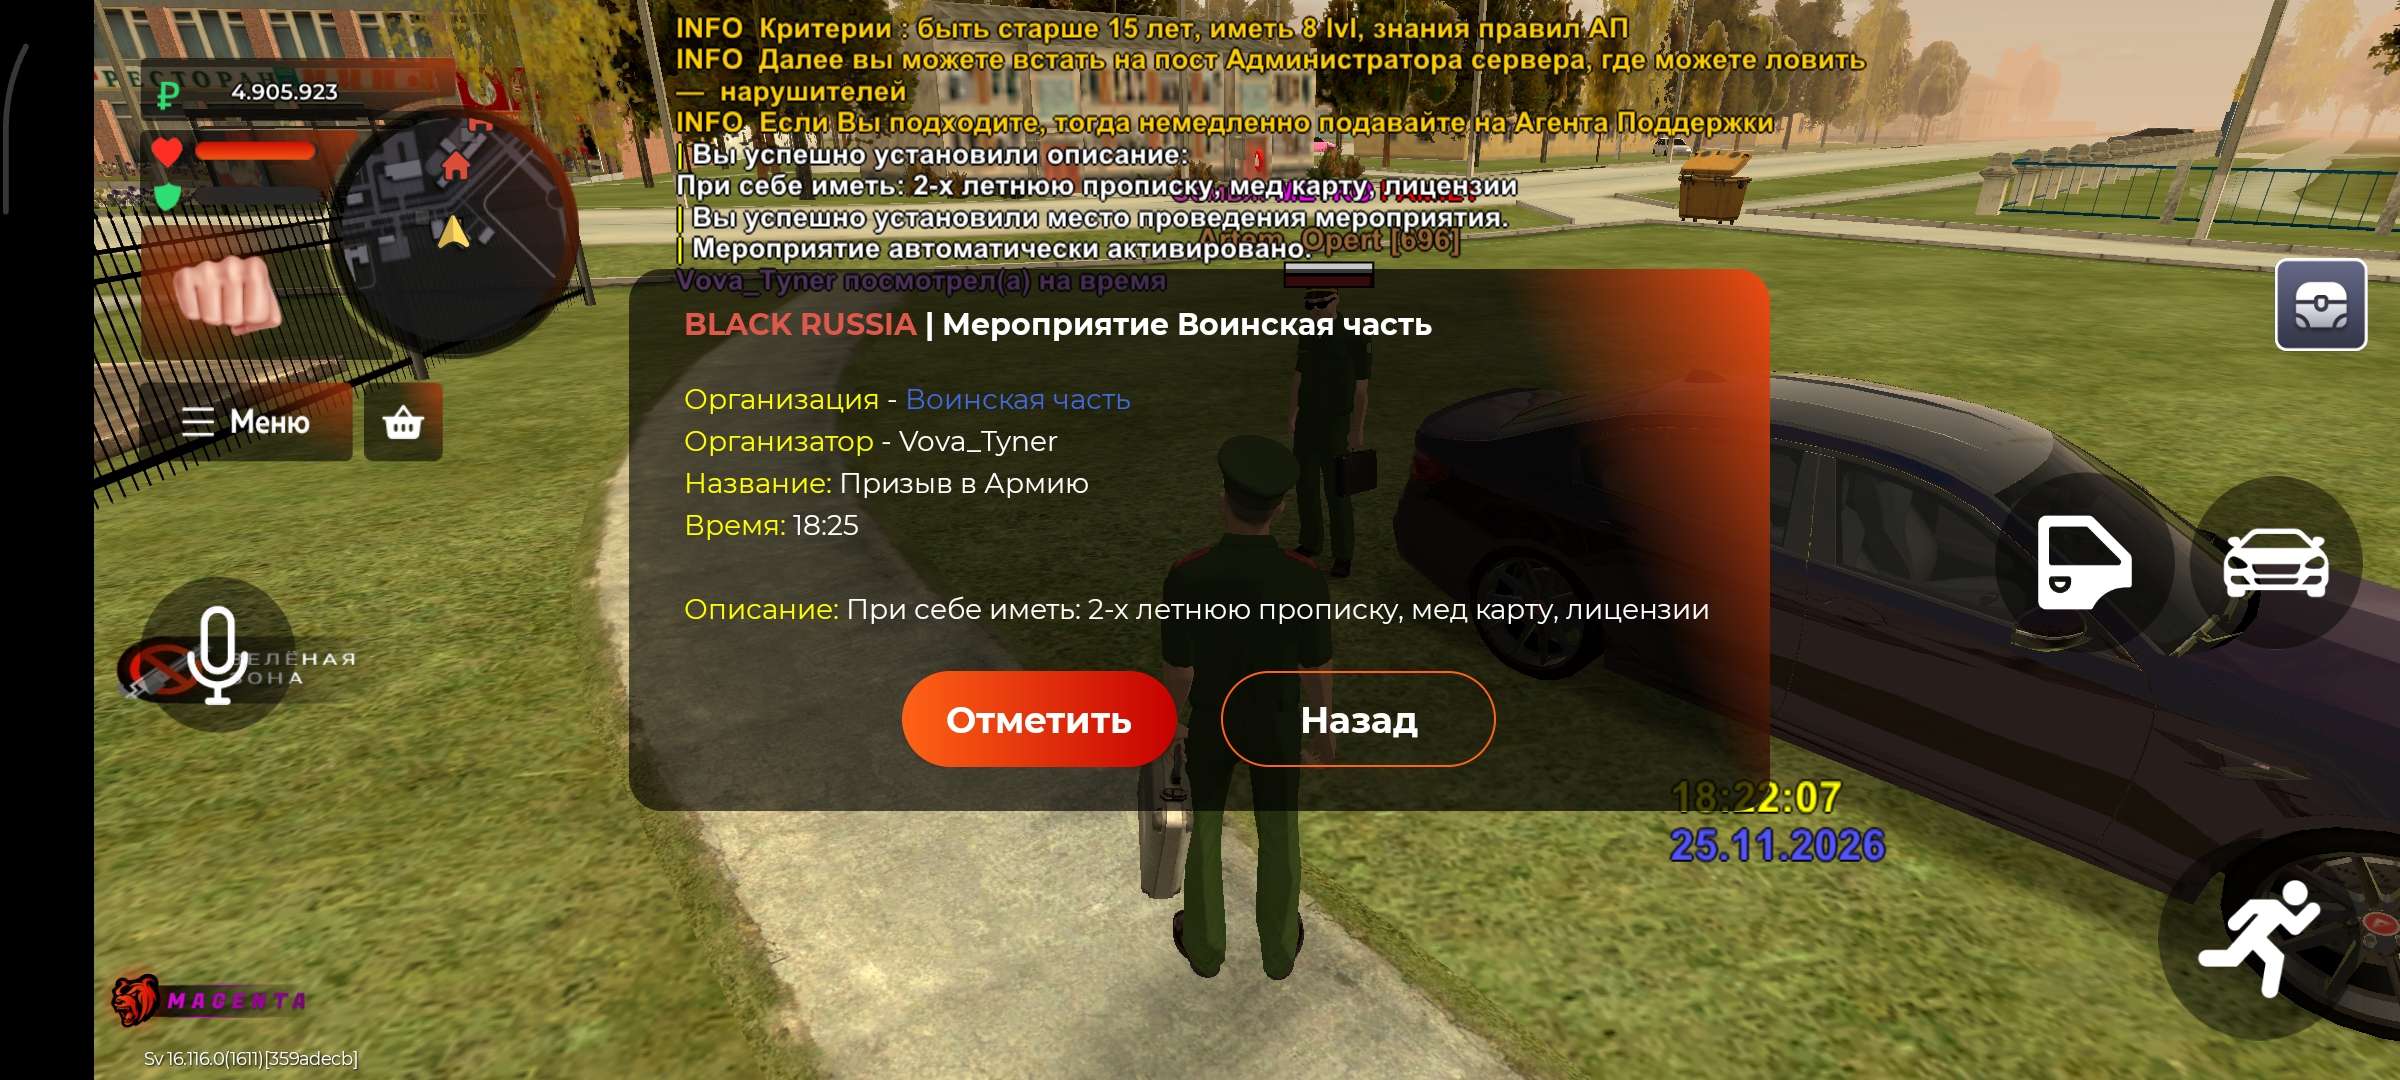 INFO Критерии : быть старше 15 лет, иметь 8 lvl, знания правил АП
INFO Далее вы можете встать на пост Администратора сервера, где можете ловить
— нарушителей
INFO Если Вы подходите, тогда немедленно подавайте на Агента Поддержки
| Вы успешно установили описание:
При себе иметь: 2-х летнюю прописку, мед карту, лицензии
| Вы успешно установили место проведения мероприятия.
| Мероприятие автоматически активировано.
Vova_Tyner посмотрел(а) на время
РЕСТОРАН
4.905.923
Artem_Opert [696]
Меню
BLACK RUSSIA | Мероприятие Воинская часть
Организация - Воинская часть
Организатор - Vova_Tyner
Название: Призыв в Армию
Время: 18:25
Описание: При себе иметь: 2-х летнюю прописку, мед карту, лицензии
Отметить
Назад
ЗЕЛЁНАЯ
ЗОНА
18:22:07
25.11.2026
MAGENTA
Sv 16.116.0(1611)[359adecb]